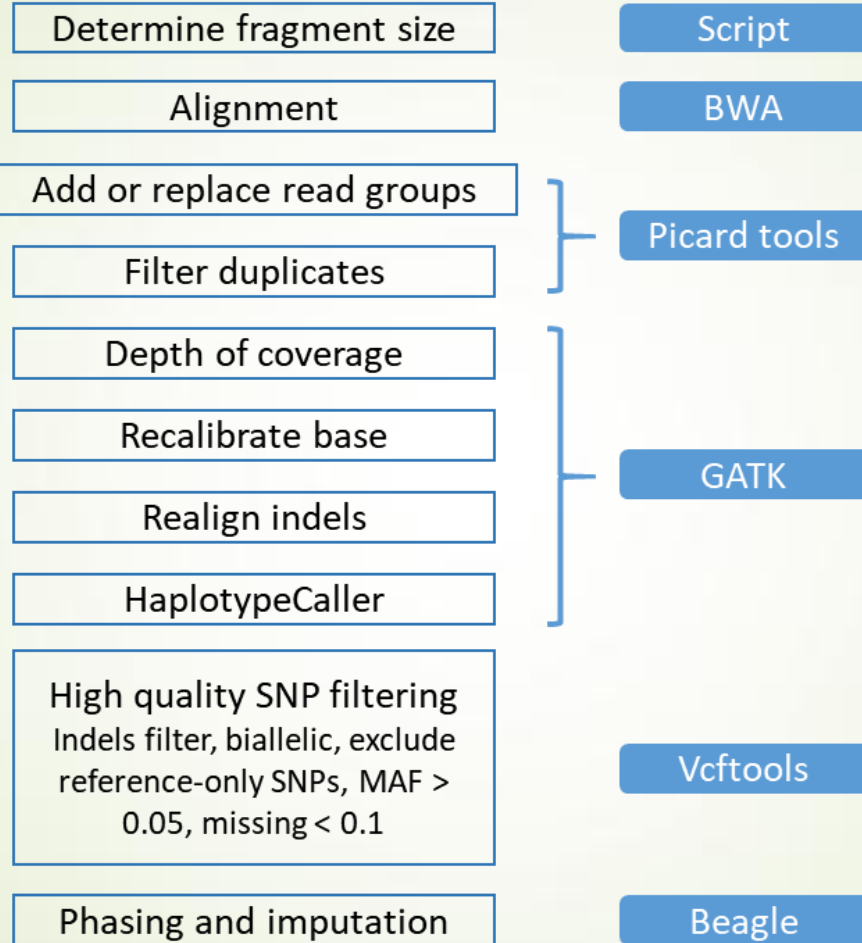 Determine fragment size
Script
Alignment
BWA
Add or replace read groups
Filter duplicates
Picard tools
Depth of coverage
Recalibrate base
Realign indels
HaplotypeCaller
GATK
High quality SNP filtering
Indels filter, biallelic, exclude
reference-only SNPs, MAF >
0.05, missing < 0.1
Vcftools
Phasing and imputation
Beagle